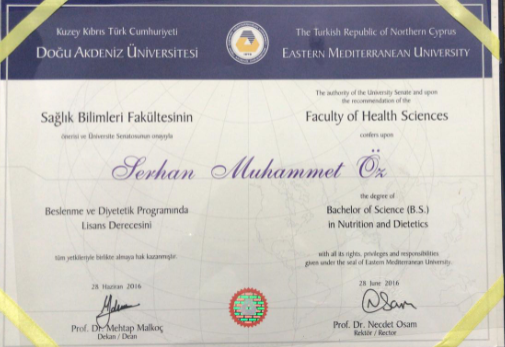 Kuzey Kıbrıs Türk Cumhuriyeti
DOĞU AKDENİZ ÜNİVERSİTESİ
The Turkish Republic of Northern Cyprus
EASTERN MEDITERRANEAN UNIVERSITY
Sağlık Bilimleri Fakültesinin
önerisi ve Üniversite Senatosunun onayıyla
The authority of the University Senate and upon
the recommendation of the
Faculty of Health Sciences
confers upon
Serhan Muhammet Öz
Beslenme ve Diyetetik Programında
Lisans Derecesini
tüm yetkileriyle birlikte almaya hak kazanmıştır.
the degree of
Bachelor of Science (B.S.)
in Nutrition and Dietetics
with all its rights, privileges and responsibilities
given under the seal of Eastern Mediterranean University.
28 Haziran 2016
Prof. Dr. Mehtap Malkoç
Dekan / Dean
28 June 2016
Prof. Dr. Necdet Osam
Rektör / Rector